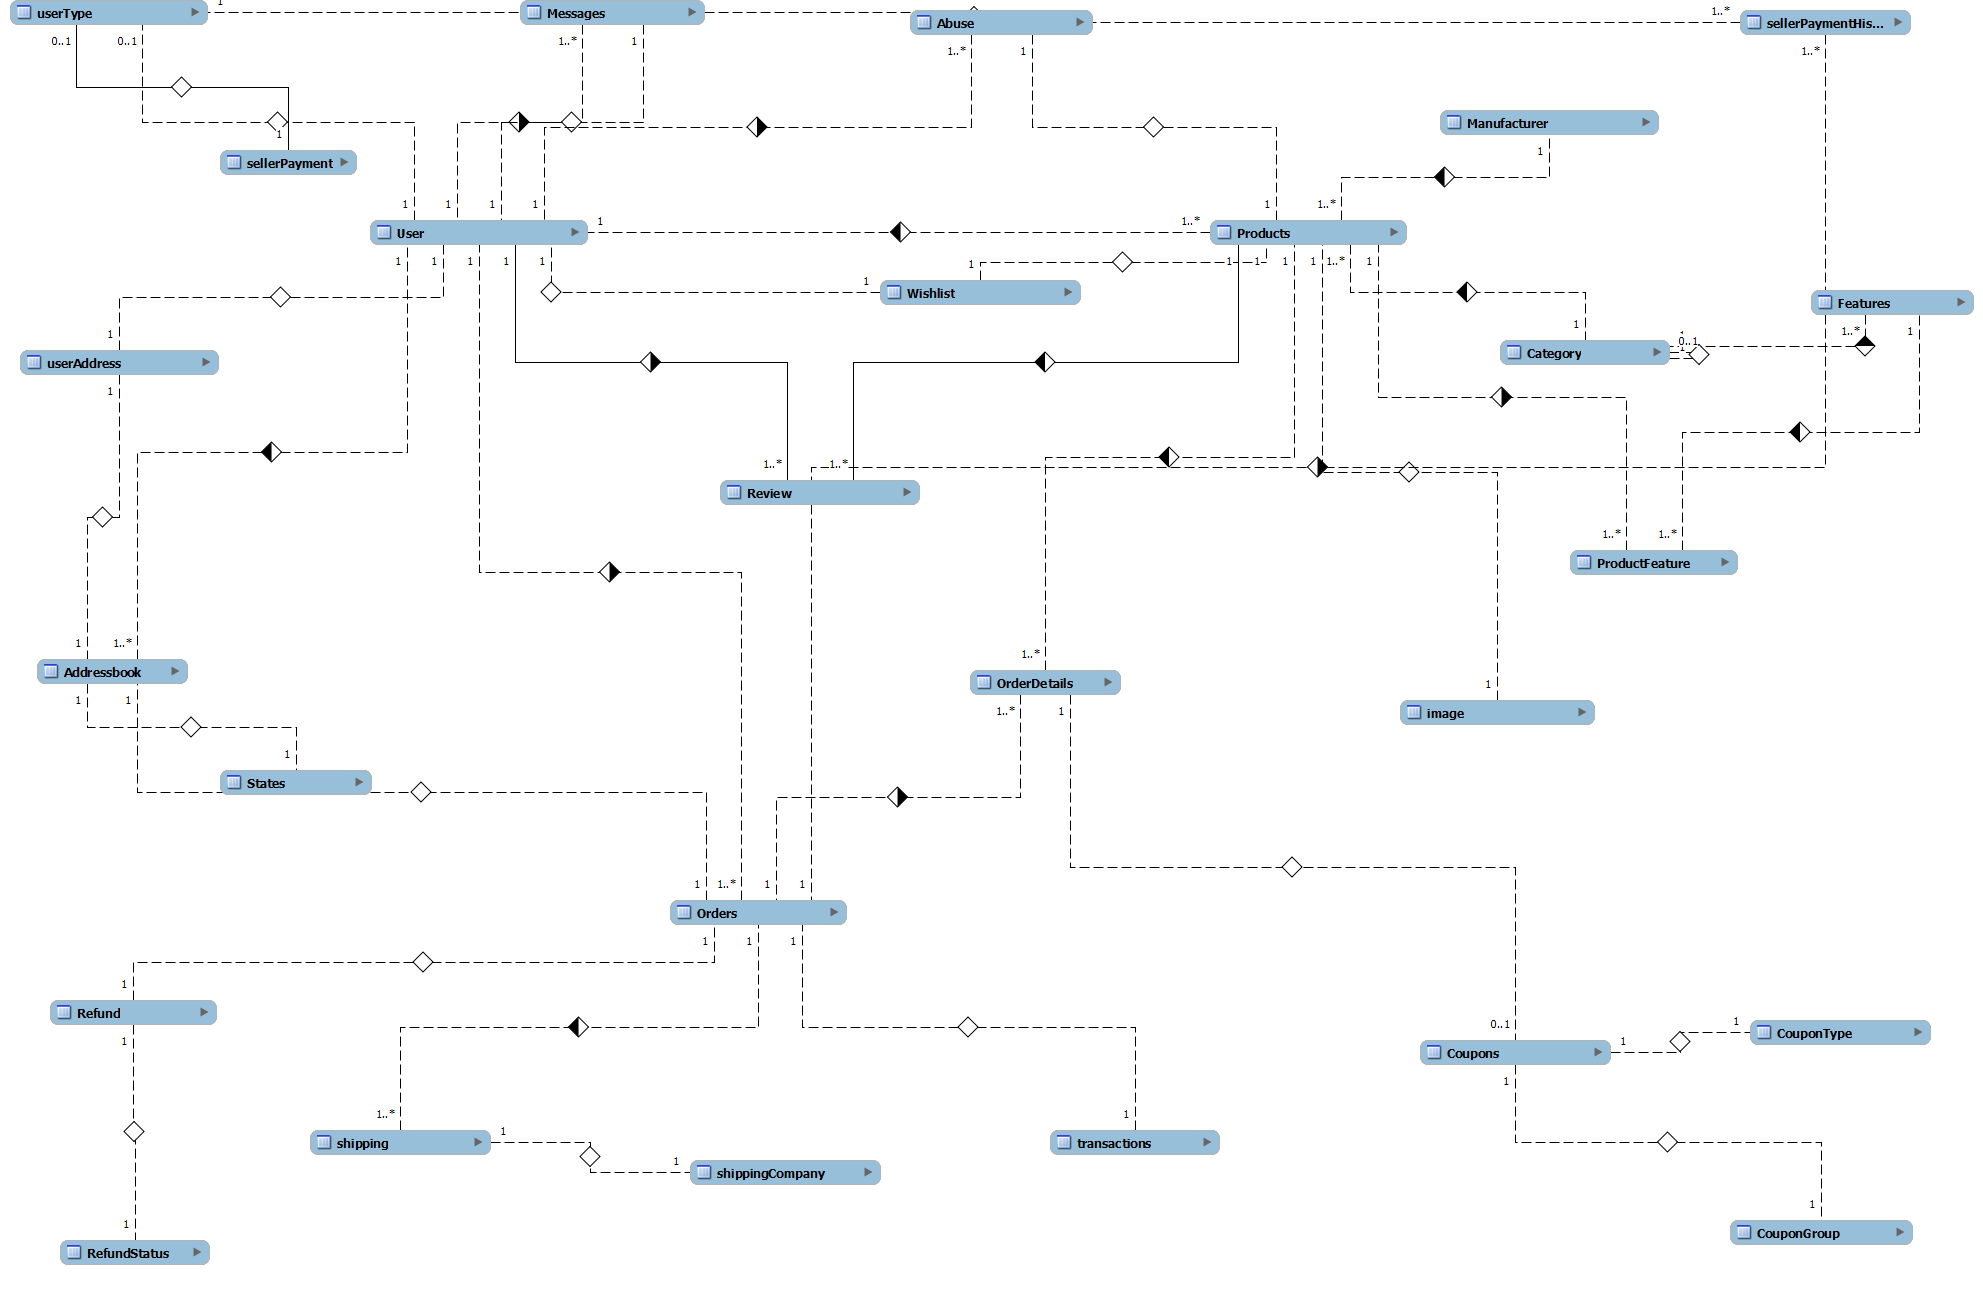 1
userType
Messages
Abuse
1..*
sellerPaymentHis...
0..1
0..1
1..*
1
1..*
1
1..*
1
sellerPayment
Manufacturer
1
1
1
1
1
1
1..*
User
1
1..*
Products
1
1
1
1
1
1
1
1
1
1
1..*
1
1
Wishlist
Features
1
1
1..*
1
0..1
userAddress
Category
1
1..*
1..*
Review
1..*
1..*
ProductFeature
1
1..*
1..*
Addressbook
OrderDetails
1
1
1
1..*
1
image
1
States
1
1..*
1
1
Orders
1
1
1
1
Refund
1
0..1
1
1
CouponType
Coupons
1
1..*
1
shipping
1
1
shippingCompany
transactions
1
1
RefundStatus
CouponGroup